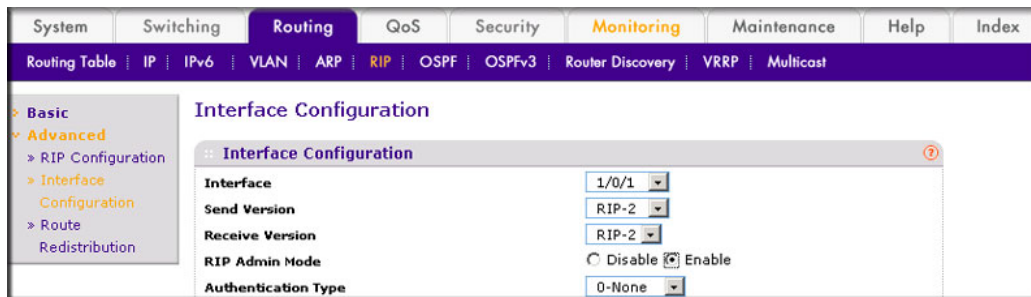 System Switching Routing QoS Security Monitoring Maintenance Help Index
Routing Table IP IPv6 VLAN ARP RIP OSPF OSPFv3 Router Discovery VRRP Multicast
Basic
Advanced
» RIP Configuration
» Interface
Configuration
» Route
Redistribution
Interface Configuration
Interface Configuration
Interface 1/0/1
Send Version RIP-2
Receive Version RIP-2
RIP Admin Mode Disable Enable
Authentication Type 0-None